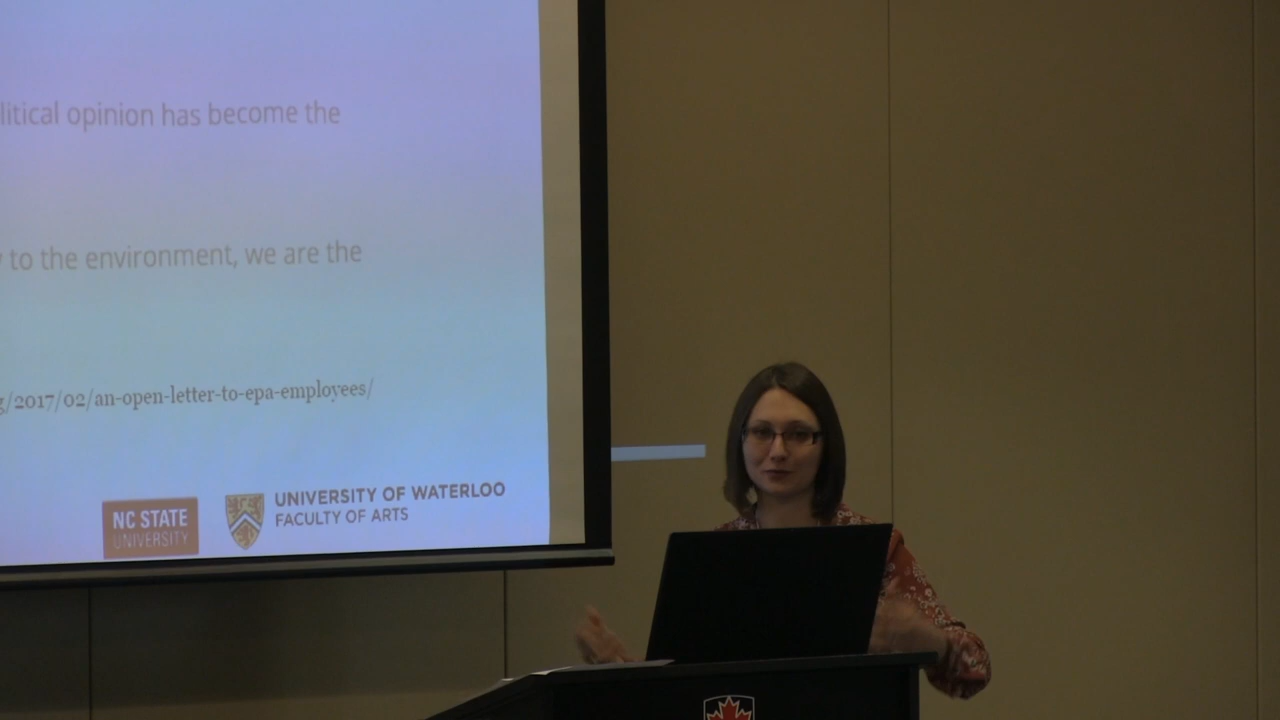 litical opinion has become the
to the environment, we are the
/2017/02/an-open-letter-to-epa-employees/
NC STATE
UNIVERSITY
UNIVERSITY OF WATERLOO
FACULTY OF ARTS